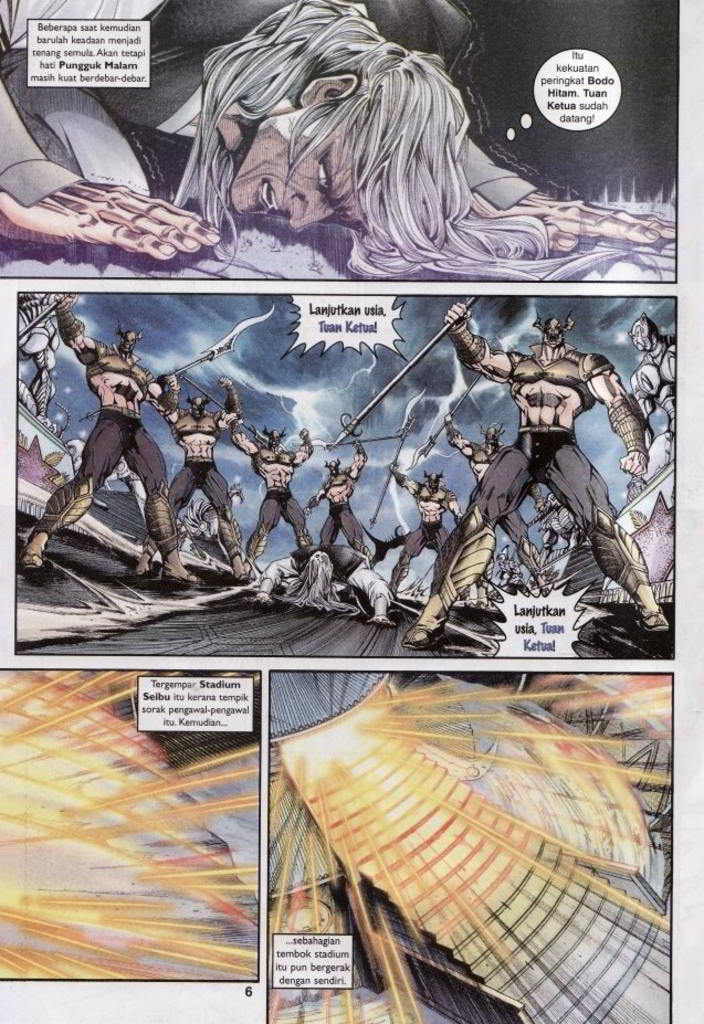 Beberapa saat kemudian
barulah keadaan menjadi
tenang semula. Akan tetapi
hati Pungguk Malam
masih kuat berdebar-debar.
Itu
kekuatan
peringkat Bodo
Hitam. Tuan
Ketua sudah
datang!
Lanjutkan usia,
Tuan Ketua!
Lanjutkan
usia, Tuan
Ketua!
Tergempar Stadium
Seibu itu kerana tempik
sorak pengawal-pengawal
itu. Kemudian...
...sebahagian
tembok stadium
itu pun bergerak
dengan sendiri.
6